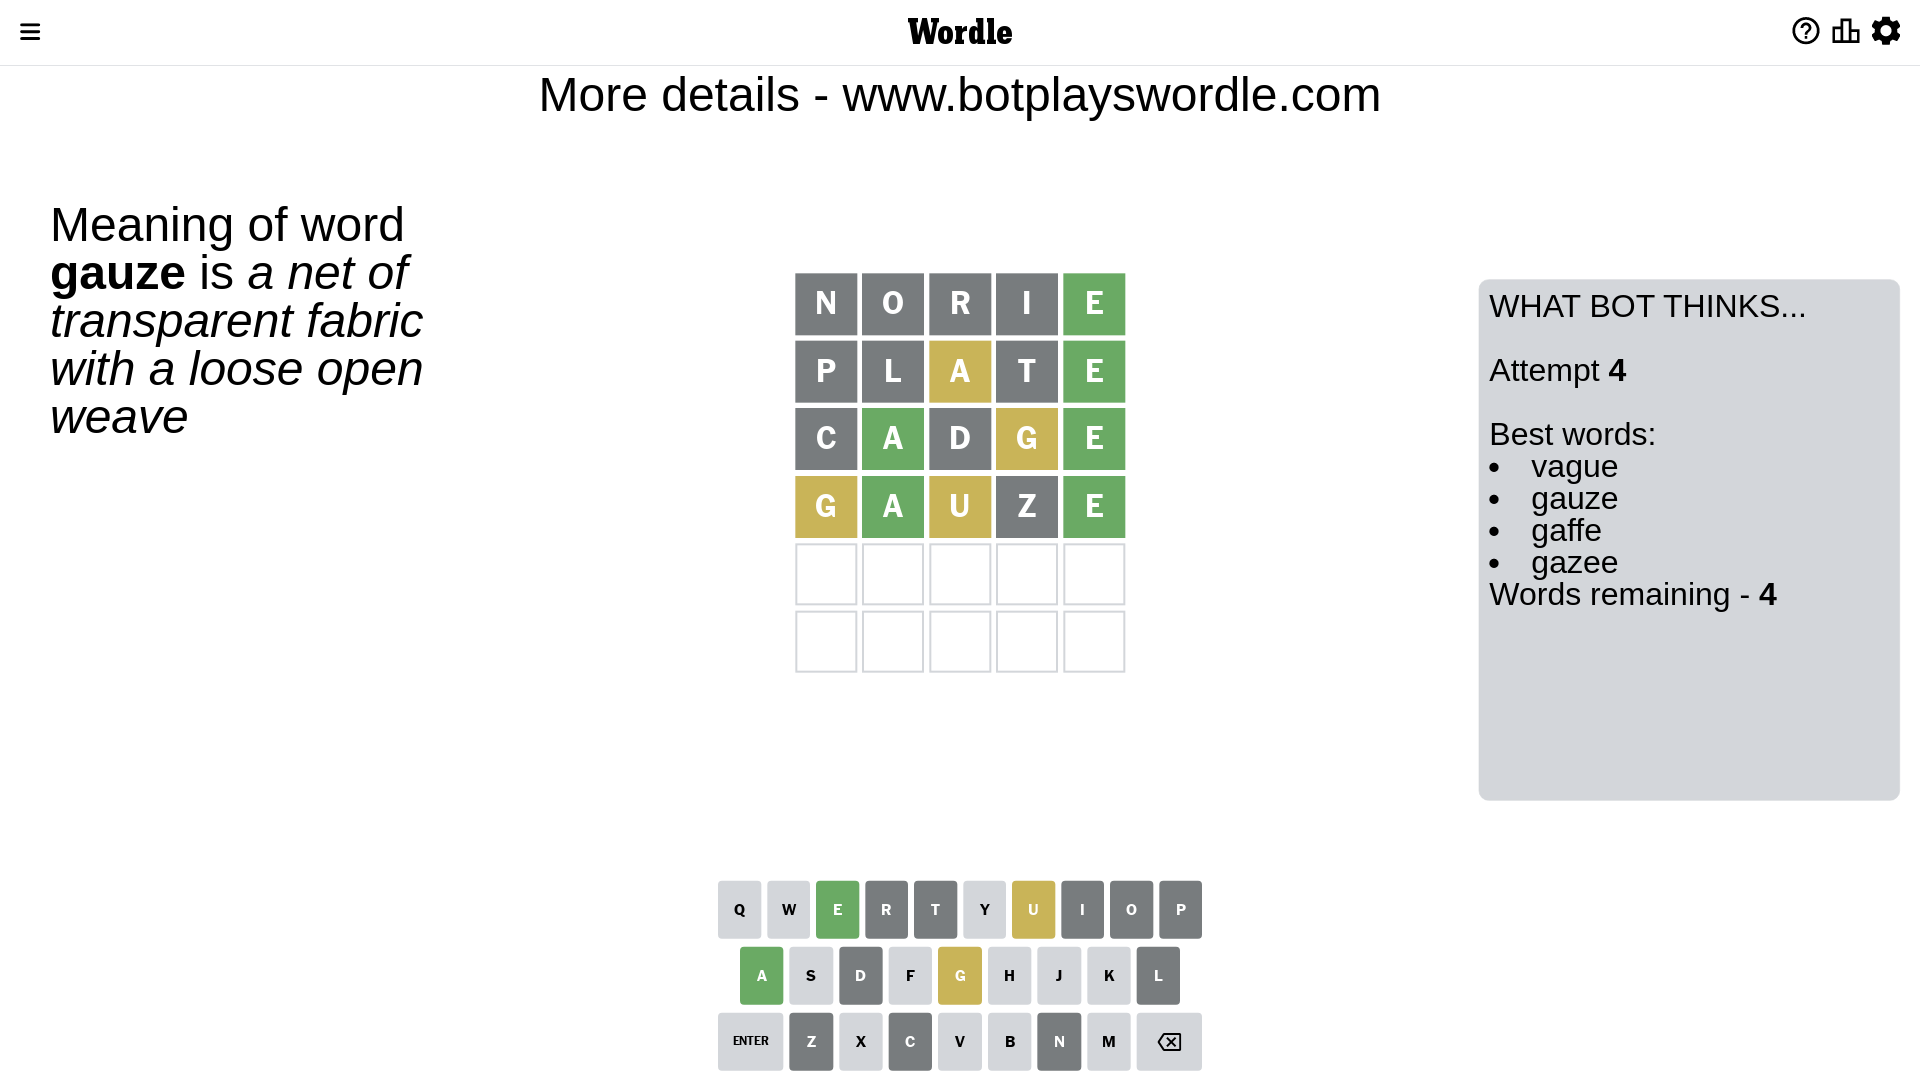 Wordle
More details - www.botplayswordle.com
Meaning of word
gauze is a net of
transparent fabric
with a loose open
weave
N O R I E
P L A T E
C A D G E
G A U Z E
WHAT BOT THINKS...
Attempt 4
Best words:
• vague
• gauze
• gaffe
• gazee
Words remaining - 4
Q W E R T Y U I O P
A S D F G H J K L
ENTER Z X C V B N M